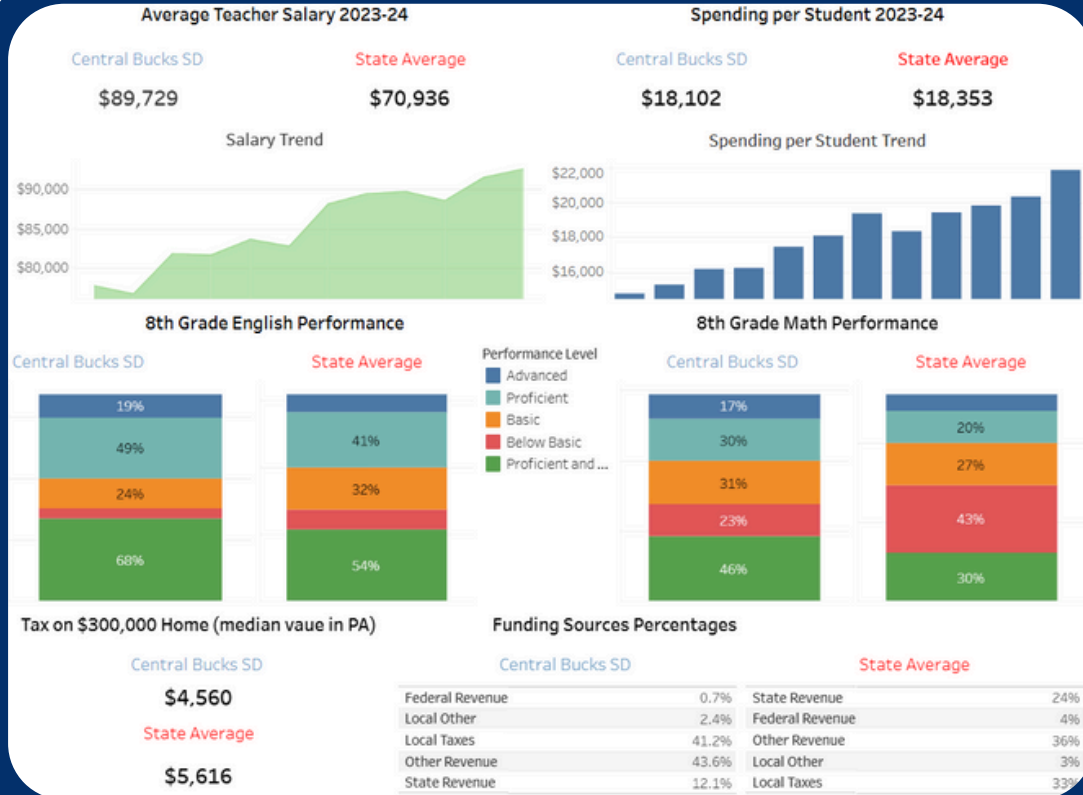 Average Teacher Salary 2023-24
Central Bucks SD State Average
$89,729 $70,936
Salary Trend
$90,000
$85,000
$80,000
Spending per Student 2023-24
Central Bucks SD State Average
$18,102 $18,353
Spending per Student Trend
$22,000
$20,000
$18,000
$16,000
8th Grade English Performance
Central Bucks SD State Average
19%
49%
24%
68%
41%
32%
54%
Performance Level
Advanced
Proficient
Basic
Below Basic
Proficient and ...
8th Grade Math Performance
Central Bucks SD State Average
17%
30%
31%
23%
46%
20%
27%
43%
30%
Tax on $300,000 Home (median vaue in PA)
Central Bucks SD
$4,560
State Average
$5,616
Funding Sources Percentages
Central Bucks SD
Federal Revenue 0.7%
Local Other 2.4%
Local Taxes 41.2%
Other Revenue 43.6%
State Revenue 12.1%
State Average
State Revenue 24%
Federal Revenue 4%
Other Revenue 36%
Local Other 3%
Local Taxes 33%